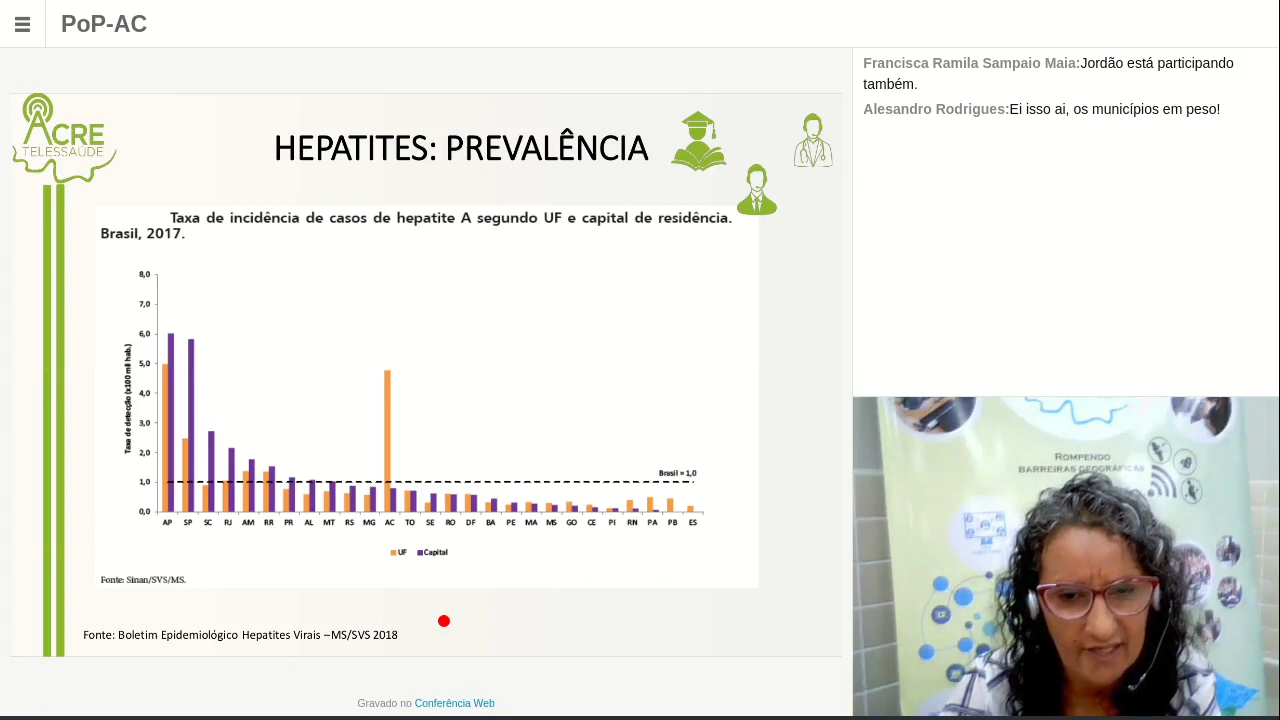 PoP-AC
Francisca Ramila Sampaio Maia:Jordão está participando
também.
Alesandro Rodrigues:Ei isso ai, os municípios em peso!
ACRE
TELESSAÚDE
HEPATITES: PREVALÊNCIA
Taxa de incidência de casos de hepatite A segundo UF e capital de residência.
Brasil, 2017.
Taxa de detecção (x100 mil hab.)
8,0
7,0
6,0
5,0
4,0
3,0
2,0
1,0
0,0
Brasil = 1,0
AP SP SC RJ AM RR PR AL MT RS MG AC TO SE RO DF BA PE MA MS GO CE PI RN PA PB ES
UF Capital
Fonte: Sinan/SVS/MS.
Fonte: Boletim Epidemiológico Hepatites Virais –MS/SVS 2018
Gravado no Conferência Web
ROMPENDO
BARREIRAS GEOGRÁFICAS